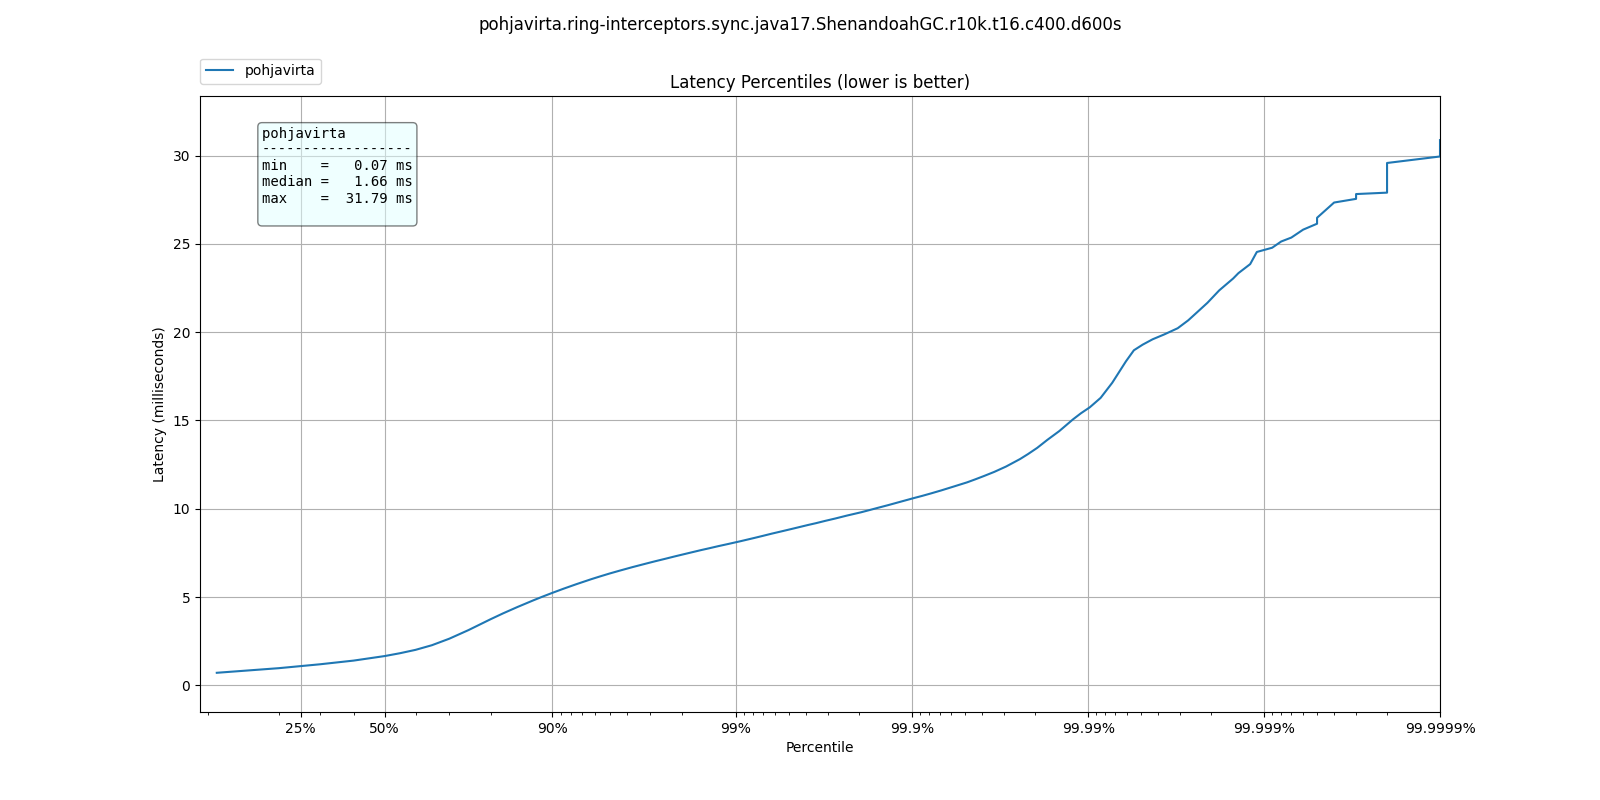 pohjavirta.ring-interceptors.sync.java17.ShenandoahGC.r10k.t16.c400.d600s
pohjavirta
Latency Percentiles (lower is better)
pohjavirta
------------------
min    =   0.07 ms
median =   1.66 ms
max    =  31.79 ms
30
25
20
15
10
5
0
Latency (milliseconds)
25% 50% 90% 99% 99.9% 99.99% 99.999% 99.9999%
Percentile